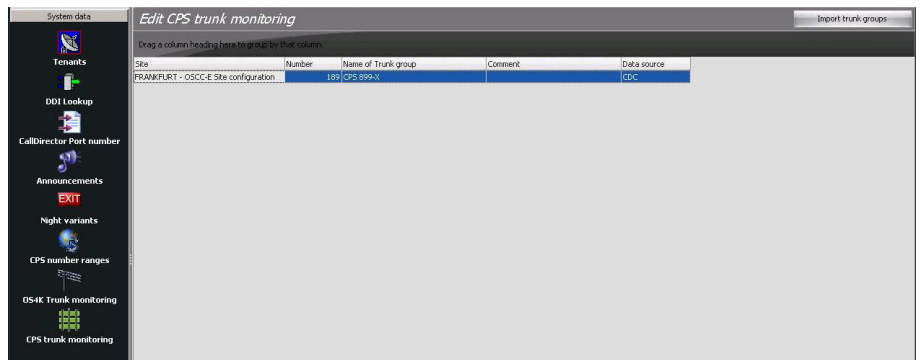 System data
Tenants
DDI Lookup
CallDirector Port number
Announcements
EXIT
Night variants
CPS number ranges
OS4K Trunk monitoring
CPS trunk monitoring
Edit CPS trunk monitoring
Import trunk groups
Drag a column heading here to group by that column.
Site Number Name of Trunk group Comment Data source
FRANKFURT - OSCC-E Site configuration 189 CPS 899-X CDC